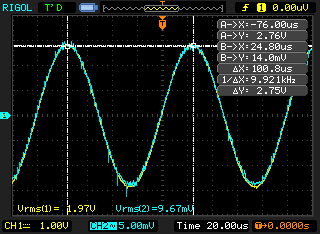 RIGOL T'D T f 1 0.00uV
A->X: -76.00us
A->Y: 2.76V
B->X: 24.80us
B->Y: 14.0mV
ΔX: 100.8us
1/ΔX: 9.921kHz
ΔY: 2.75V
1
Vrms(1)= 1.97V Vrms(2)=9.67mV
CH1 1.00V CH2 5.00mV Time 20.00us T→0.0000s